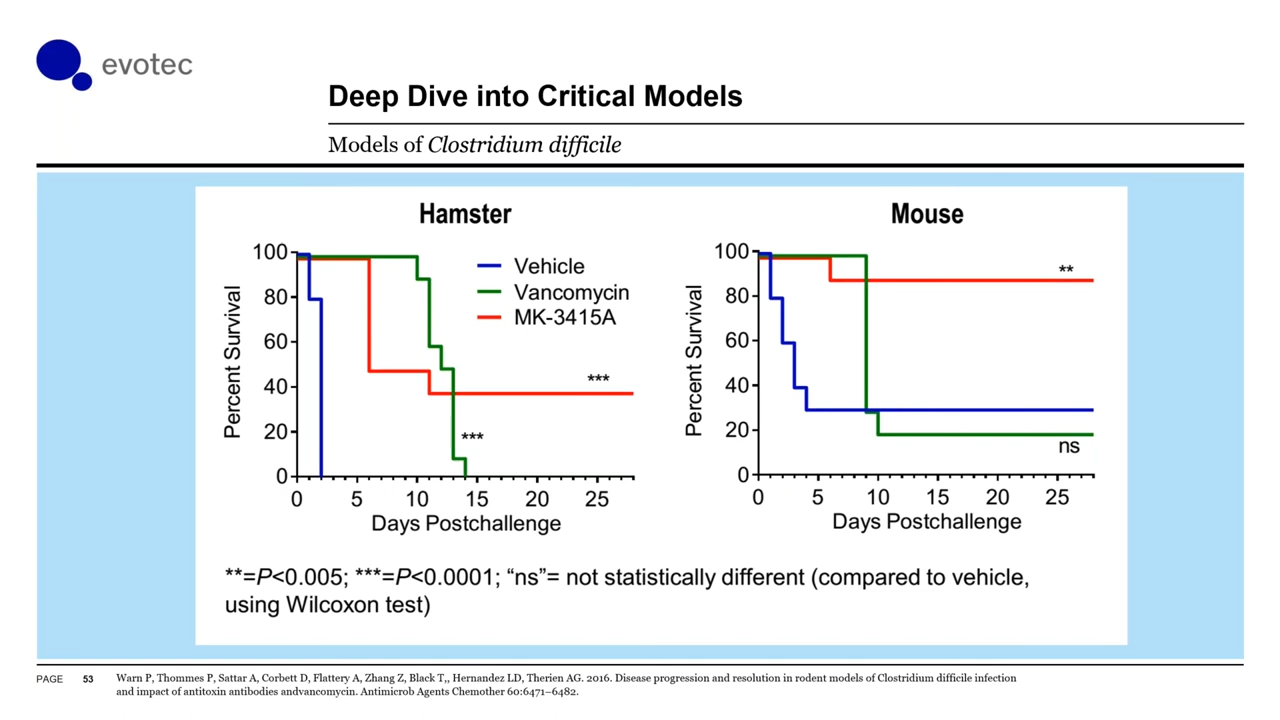 evotec
Deep Dive into Critical Models
Models of Clostridium difficile
Hamster
Mouse
100
80
60
40
20
0
Percent Survival
0 5 10 15 20 25
Days Postchallenge
Vehicle
Vancomycin
MK-3415A
***
***
100
80
60
40
20
0
Percent Survival
0 5 10 15 20 25
Days Postchallenge
**
ns
**=P<0.005; ***=P<0.0001; “ns”= not statistically different (compared to vehicle,
using Wilcoxon test)
PAGE 53
Warn P, Thommes P, Sattar A, Corbett D, Flattery A, Zhang Z, Black T,, Hernandez LD, Therien AG. 2016. Disease progression and resolution in rodent models of Clostridium difficile infection
and impact of antitoxin antibodies andvancomycin. Antimicrob Agents Chemother 60:6471–6482.